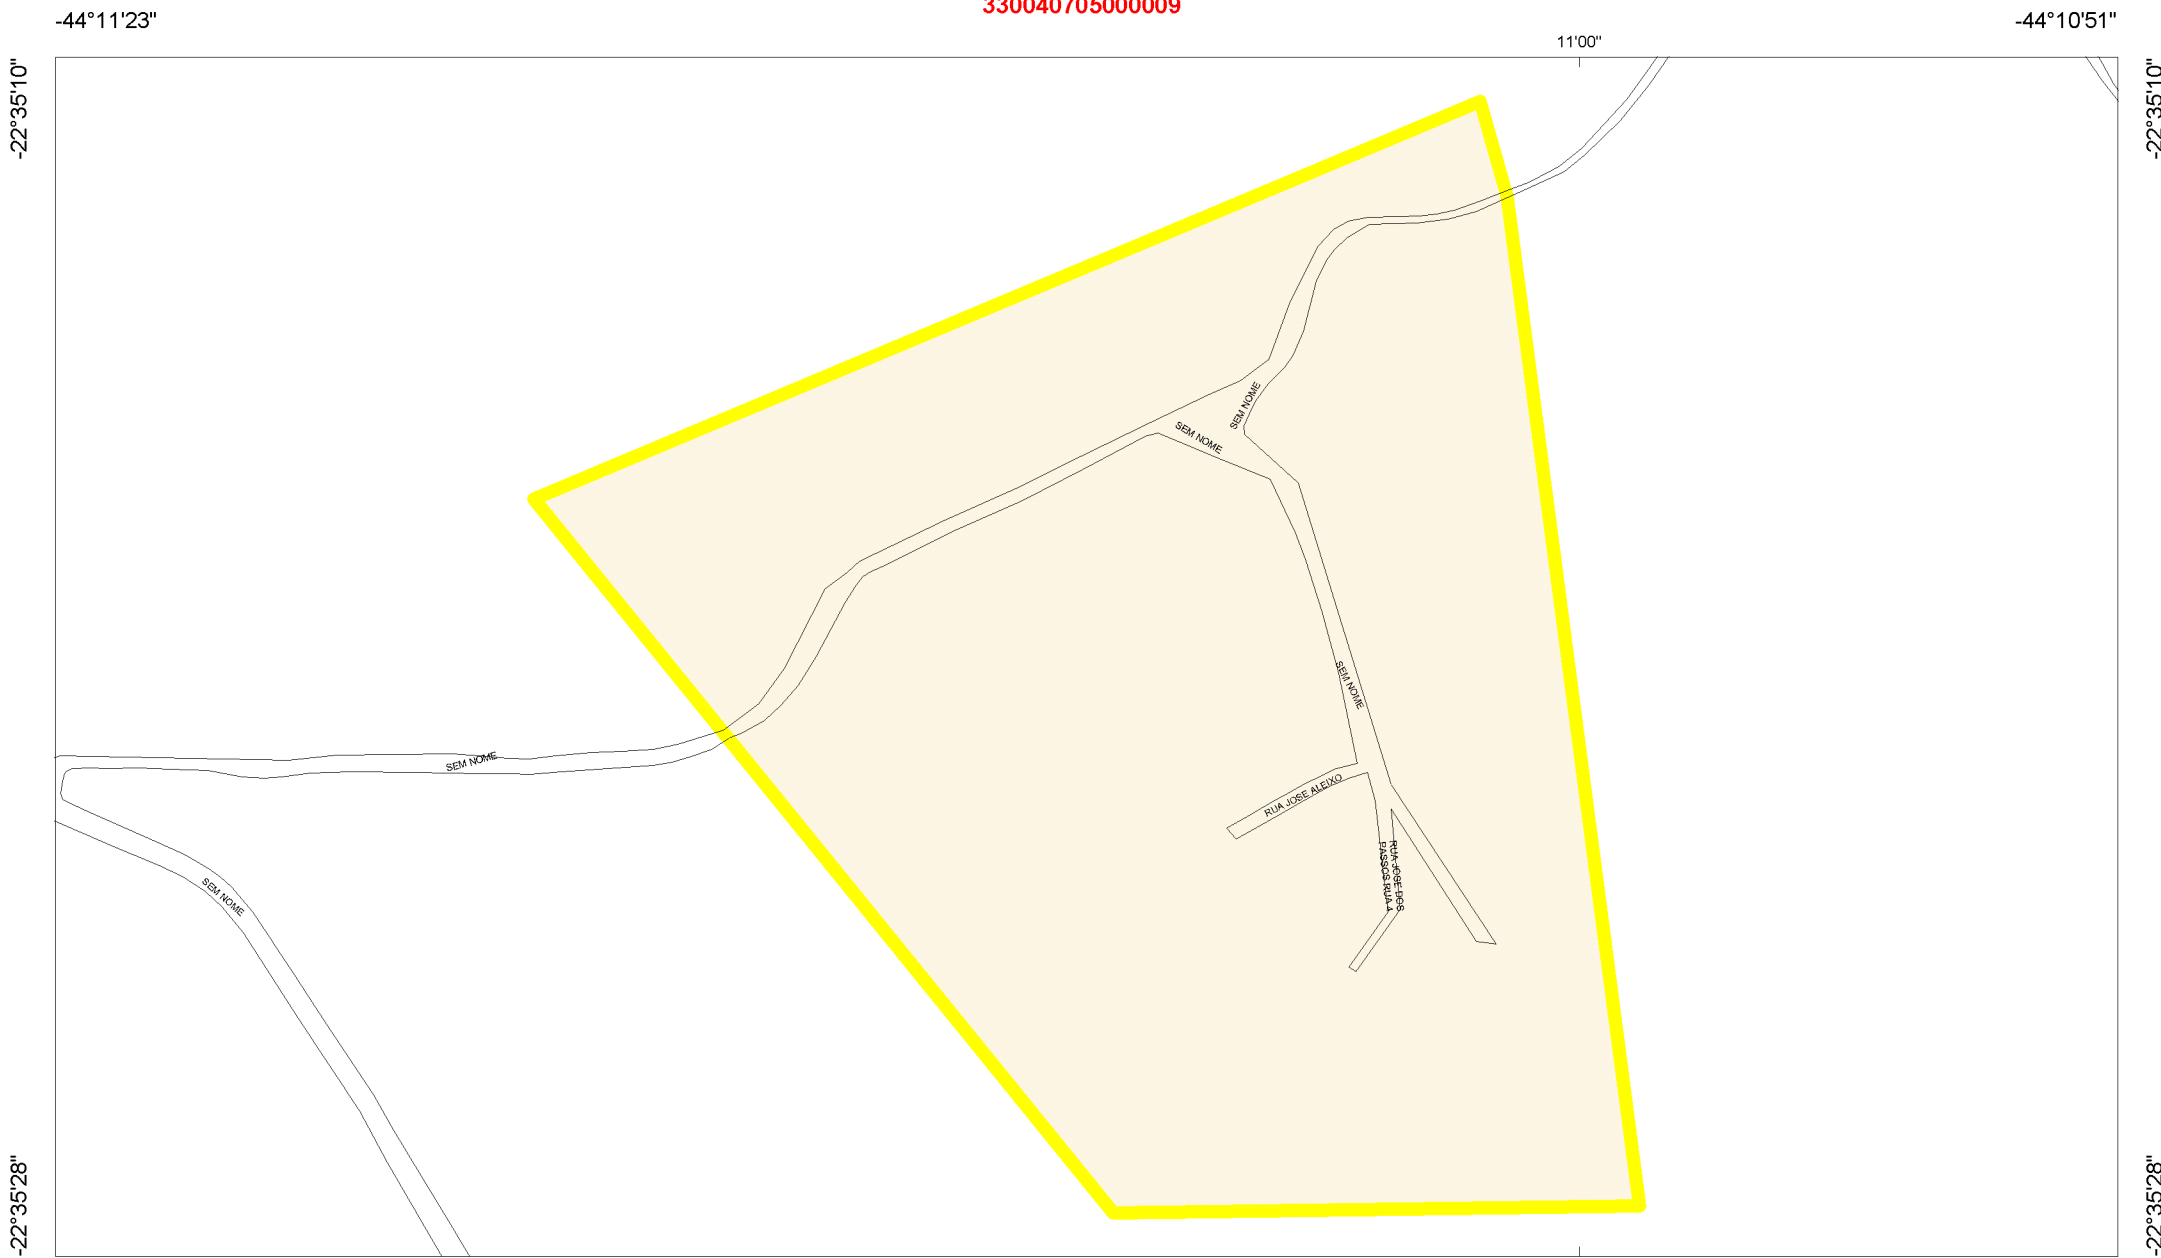 330040705000009
-44°11'23"
-44°10'51"
11'00"
-22°35'10"
-22°35'10"
SEM NOME
SEM NOME
SEM NOME
SEM NOME
RUA JOSE ALEIXO
RUA JOSE DOS
PASSOS RUA 4
SEM NOME
-22°35'28"
-22°35'28"